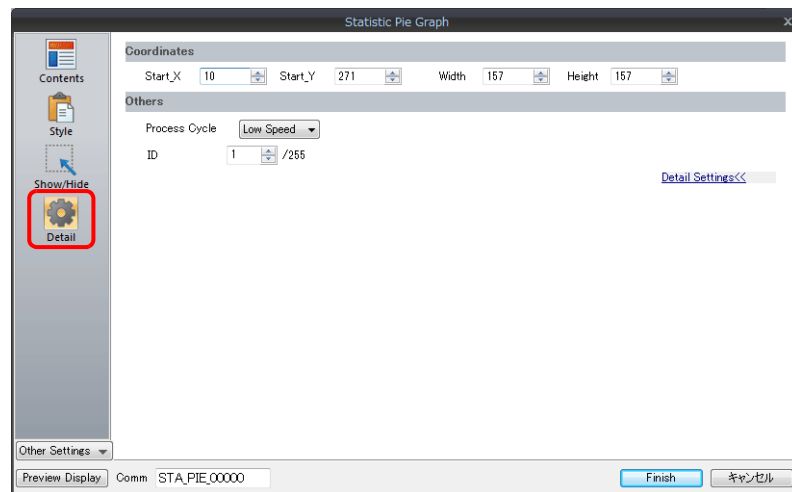 Statistic Pie Graph x
Contents
Style
Show/Hide
Detail
Other Settings
Coordinates
Start_X 10 Start_Y 271 Width 157 Height 157
Others
Process Cycle Low Speed
ID 1 /255
Detail Settings<<
Preview Display Comm STA_PIE_00000 Finish キャンセル